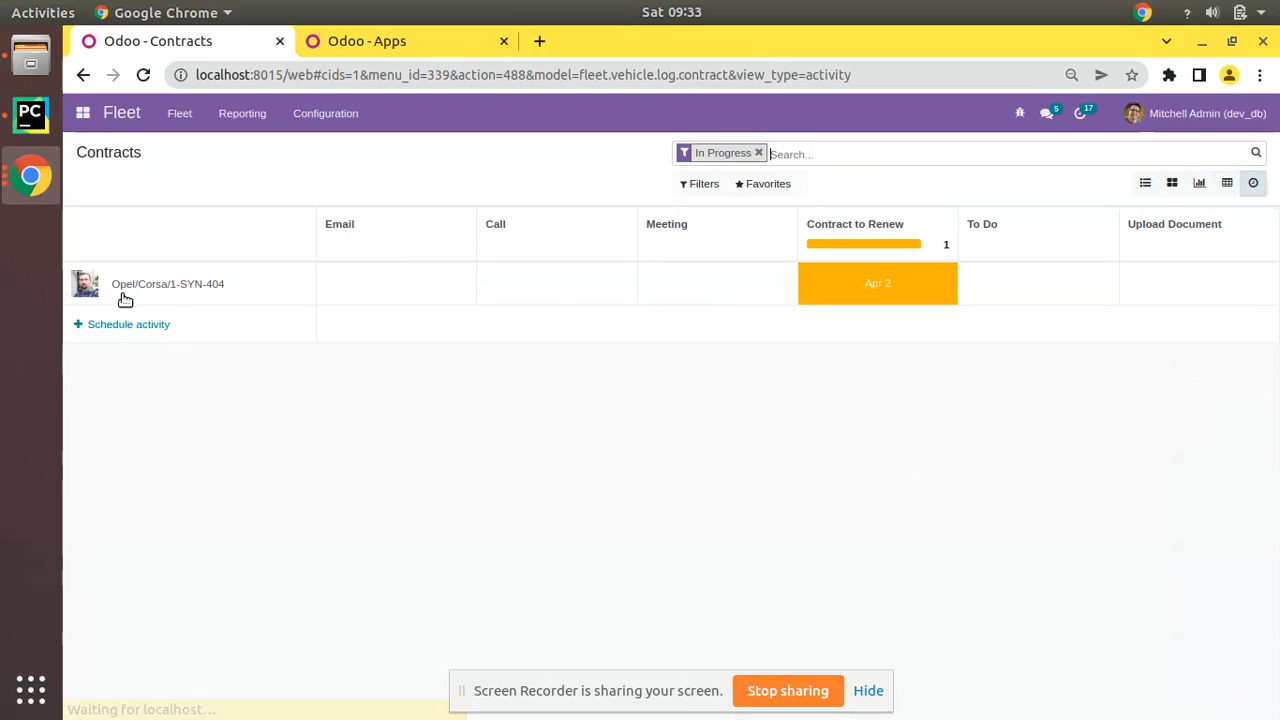 Activities Google Chrome Sat 09:33
Odoo - Contracts Odoo - Apps
localhost:8015/web#cids=1&menu_id=339&action=488&model=fleet.vehicle.log.contract&view_type=activity
Fleet Fleet Reporting Configuration 5 17 Mitchell Admin (dev_db)
Contracts In Progress Search...
Filters Favorites
Email Call Meeting Contract to Renew To Do Upload Document
1
Opel/Corsa/1-SYN-404 Apr 2
Schedule activity
Screen Recorder is sharing your screen. Stop sharing Hide
Waiting for localhost...
PC